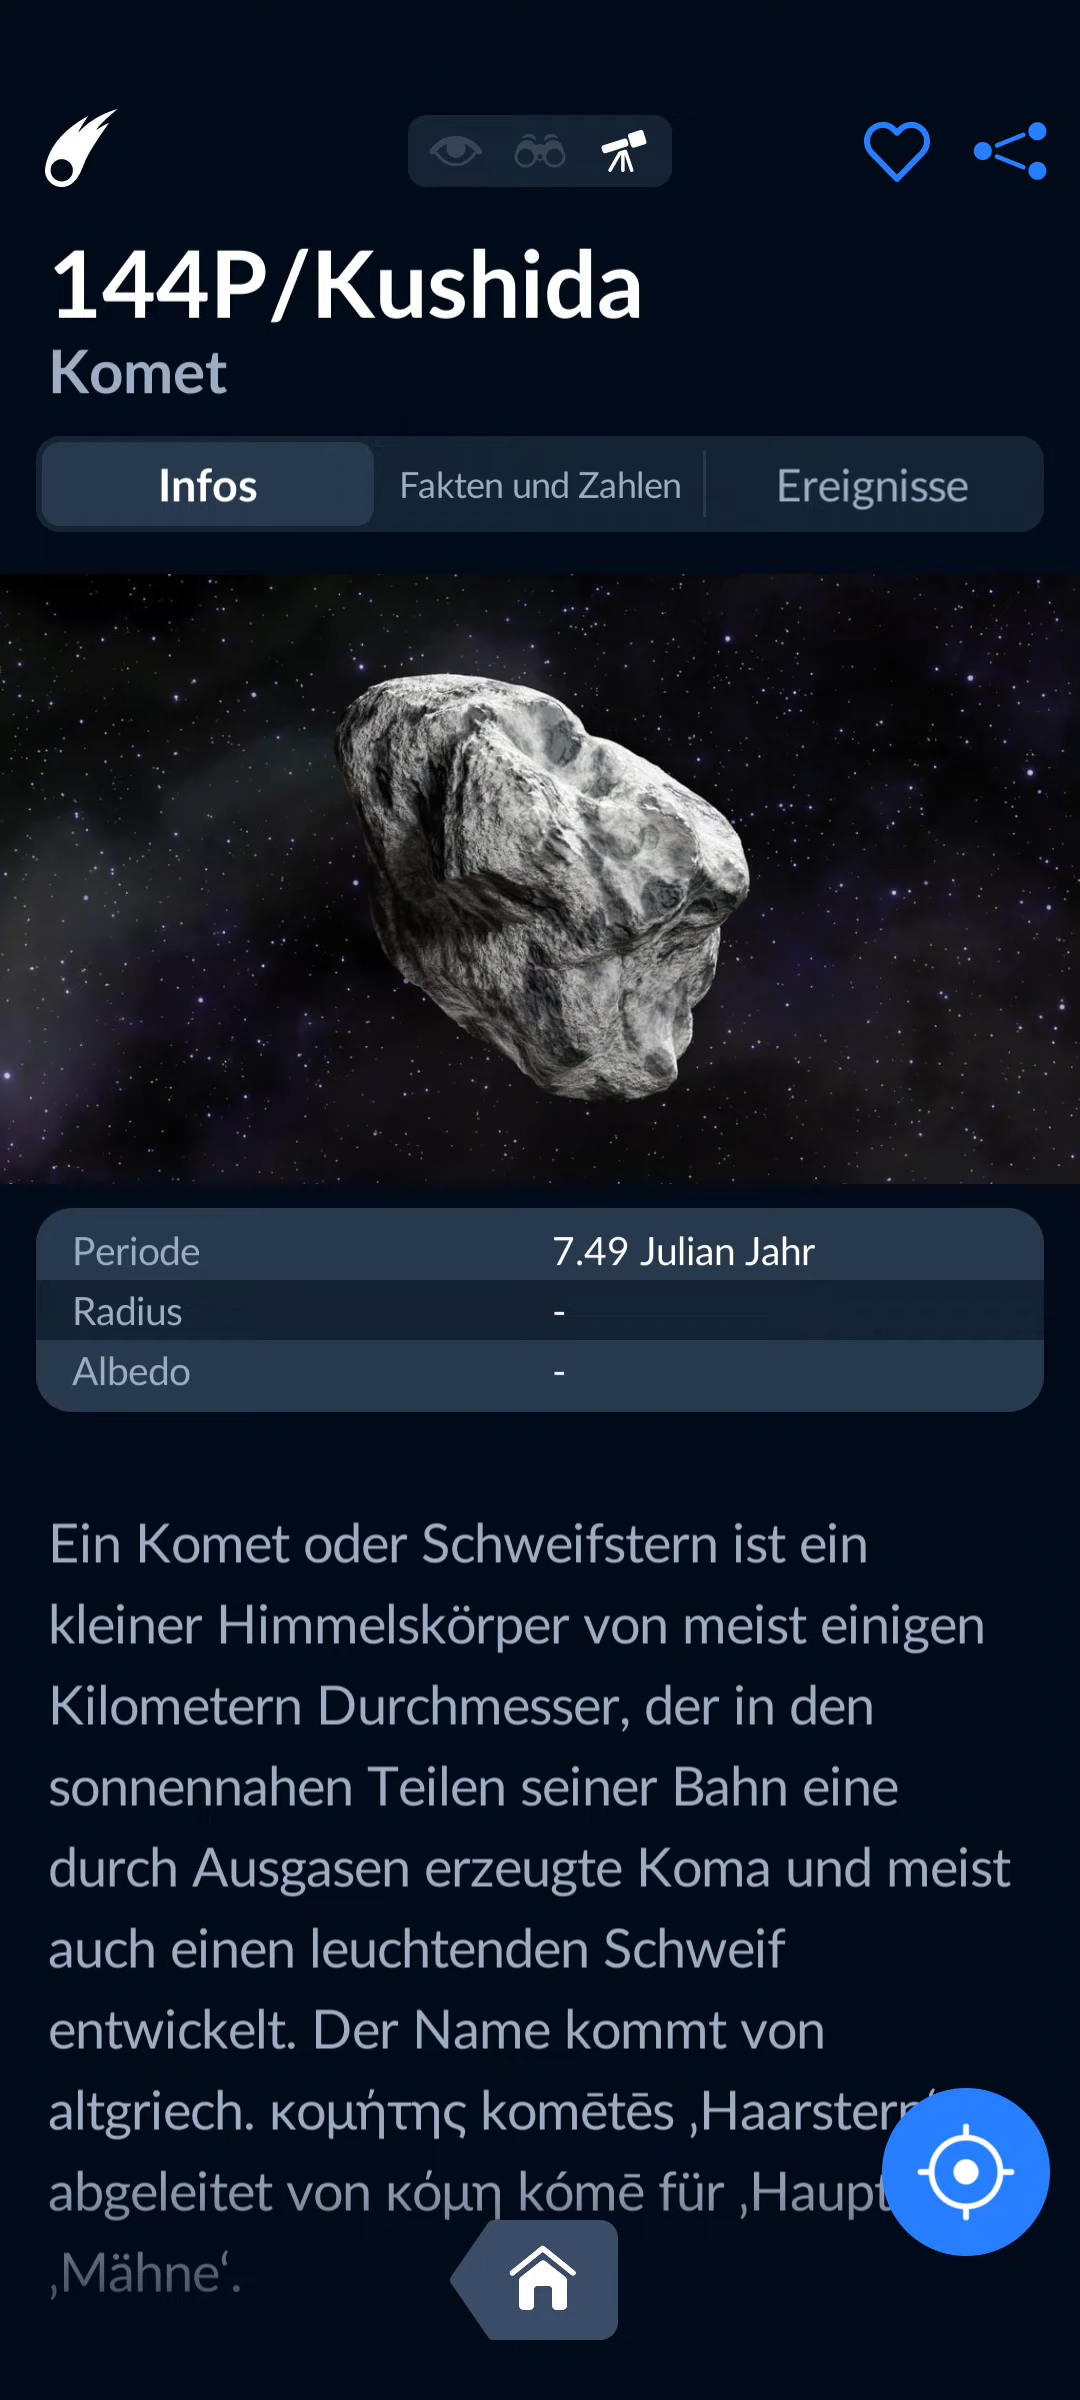 144P/Kushida
Komet
Infos Fakten und Zahlen Ereignisse
Periode 7.49 Julian Jahr
Radius -
Albedo -
Ein Komet oder Schweifstern ist ein
kleiner Himmelskörper von meist einigen
Kilometern Durchmesser, der in den
sonnennahen Teilen seiner Bahn eine
durch Ausgasen erzeugte Koma und meist
auch einen leuchtenden Schweif
entwickelt. Der Name kommt von
altgriech. κομήτης komētēs ‚Haarstern‘
abgeleitet von κόμη kómē für ‚Haupt
‚Mähne‘.